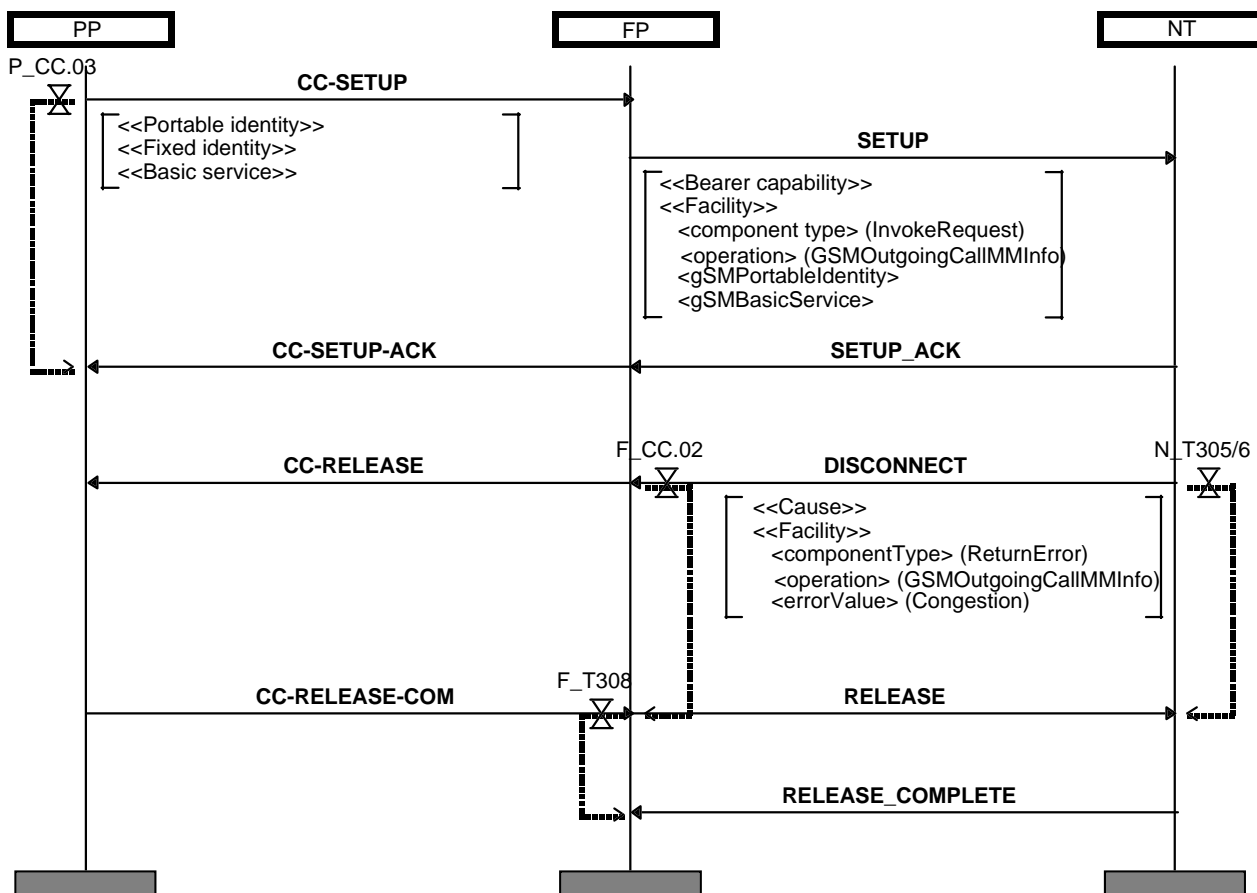 PP
FP
NT
P_CC.03
CC-SETUP
<<Portable identity>>
<<Fixed identity>>
<<Basic service>>
SETUP
<<Bearer capability>>
<<Facility>>
<component type> (InvokeRequest)
<operation> (GSMOutgoingCallMMInfo)
<gSMPortableIdentity>
<gSMBasicService>
CC-SETUP-ACK
SETUP_ACK
CC-RELEASE
F_CC.02
DISCONNECT
N_T305/6
<<Cause>>
<<Facility>>
<componentType> (ReturnError)
<operation> (GSMOutgoingCallMMInfo)
<errorValue> (Congestion)
CC-RELEASE-COM
F_T308
RELEASE
RELEASE_COMPLETE